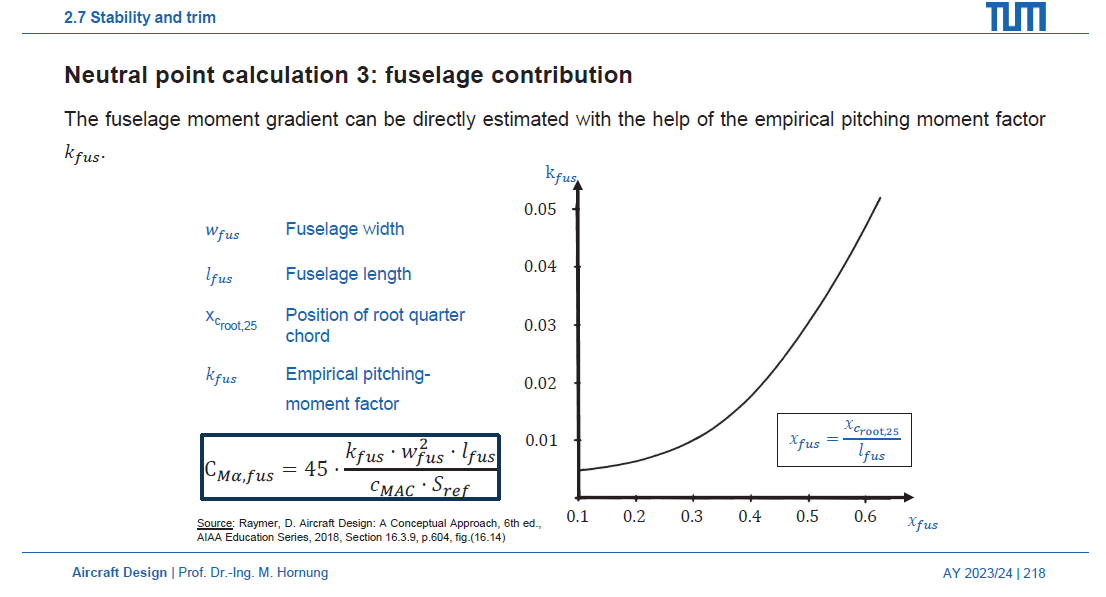 2.7 Stability and trim
TUM
Neutral point calculation 3: fuselage contribution
The fuselage moment gradient can be directly estimated with the help of the empirical pitching moment factor
k_fus.
w_fus Fuselage width
l_fus Fuselage length
x_c_root,25 Position of root quarter
chord
k_fus Empirical pitching-
moment factor
C_Mα,fus = 45 · (k_fus · w_fus^2 · l_fus) / (c_MAC · S_ref)
Source: Raymer, D. Aircraft Design: A Conceptual Approach, 6th ed.,
AIAA Education Series, 2018, Section 16.3.9, p.604, fig.(16.14)
k_fus
0.05
0.04
0.03
0.02
0.01
x_fus = x_c_root,25 / l_fus
0.1 0.2 0.3 0.4 0.5 0.6 x_fus
Aircraft Design | Prof. Dr.-Ing. M. Hornung
AY 2023/24 | 218